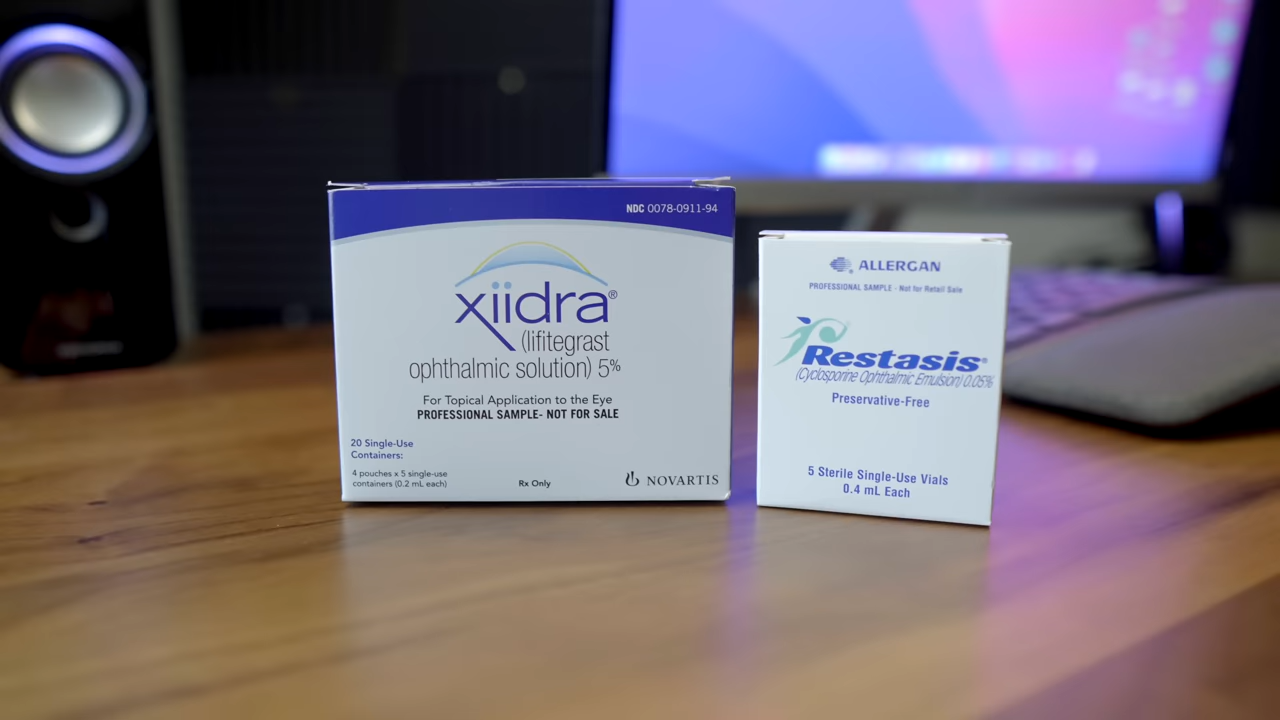 NDC 0078-0911-94
xiidra®
(lifitegrast
ophthalmic solution) 5%
For Topical Application to the Eye
PROFESSIONAL SAMPLE- NOT FOR SALE
20 Single-Use
Containers:
4 pouches x 5 single-use
containers (0.2 mL each)
Rx Only
NOVARTIS
ALLERGAN
PROFESSIONAL SAMPLE - Not for Retail Sale
Restasis®
(Cyclosporine Ophthalmic Emulsion) 0.05%
Preservative-Free
5 Sterile Single-Use Vials
0.4 mL Each